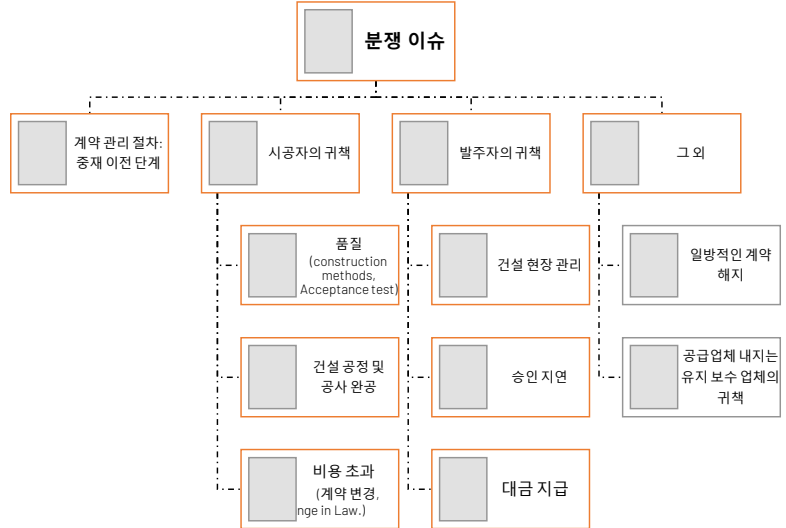 분쟁 이슈
계약 관리 절차:
중재 이전 단계
시공자의 귀책
발주자의 귀책
그 외
품질
(construction
methods,
Acceptance test)
건설 현장 관리
일방적인 계약
해지
건설 공정 및
공사 완공
승인 지연
공급업체 내지는
유지 보수 업체의
귀책
비용 초과
(계약 변경,
nge in Law.)
대금 지급